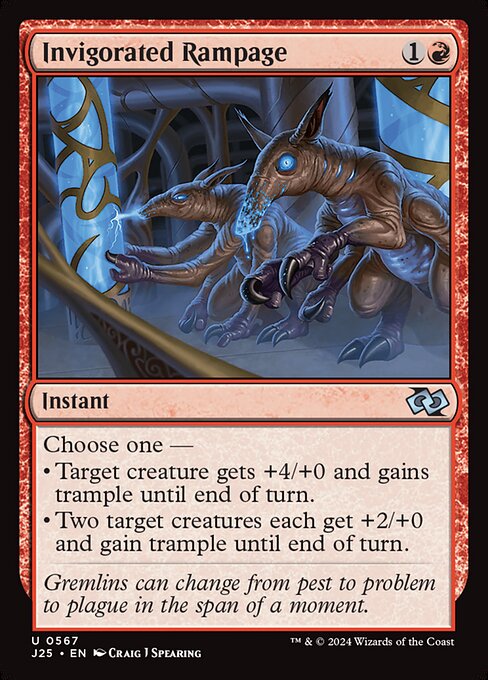 Invigorated Rampage 1
Instant
Choose one —
• Target creature gets +4/+0 and gains
trample until end of turn.
• Two target creatures each get +2/+0
and gain trample until end of turn.
Gremlins can change from pest to problem
to plague in the span of a moment.
U 0567
J25 • EN Craig J Spearing
™ & © 2024 Wizards of the Coast